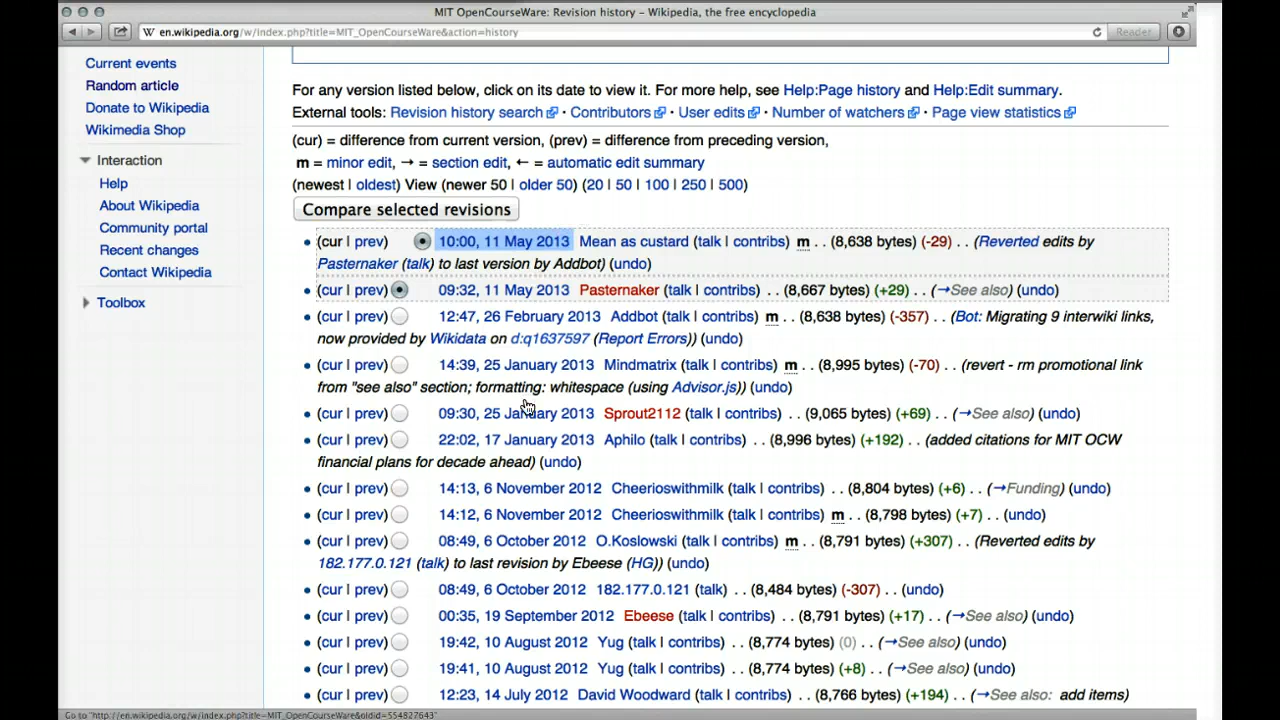 MIT OpenCourseWare: Revision history – Wikipedia, the free encyclopedia
W en.wikipedia.org/w/index.php?title=MIT_OpenCourseWare&action=history
Reader
Current events
Random article
Donate to Wikipedia
Wikimedia Shop
Interaction
Help
About Wikipedia
Community portal
Recent changes
Contact Wikipedia
Toolbox
For any version listed below, click on its date to view it. For more help, see Help:Page history and Help:Edit summary.
External tools: Revision history search · Contributors · User edits · Number of watchers · Page view statistics
(cur) = difference from current version, (prev) = difference from preceding version,
m = minor edit, → = section edit, ← = automatic edit summary
(newest | oldest) View (newer 50 | older 50) (20 | 50 | 100 | 250 | 500)
Compare selected revisions
(cur | prev) 10:00, 11 May 2013 Mean as custard (talk | contribs) m . . (8,638 bytes) (-29) . . (Reverted edits by
Pasternaker (talk) to last version by Addbot) (undo)
(cur | prev) 09:32, 11 May 2013 Pasternaker (talk | contribs) . . (8,667 bytes) (+29) . . (→See also) (undo)
(cur | prev) 12:47, 26 February 2013 Addbot (talk | contribs) m . . (8,638 bytes) (-357) . . (Bot: Migrating 9 interwiki links,
now provided by Wikidata on d:q1637597 (Report Errors)) (undo)
(cur | prev) 14:39, 25 January 2013 Mindmatrix (talk | contribs) m . . (8,995 bytes) (-70) . . (revert - rm promotional link
from "see also" section; formatting: whitespace (using Advisor.js)) (undo)
(cur | prev) 09:30, 25 January 2013 Sprout2112 (talk | contribs) . . (9,065 bytes) (+69) . . (→See also) (undo)
(cur | prev) 22:02, 17 January 2013 Aphilo (talk | contribs) . . (8,996 bytes) (+192) . . (added citations for MIT OCW
financial plans for decade ahead) (undo)
(cur | prev) 14:13, 6 November 2012 Cheerioswithmilk (talk | contribs) . . (8,804 bytes) (+6) . . (→Funding) (undo)
(cur | prev) 14:12, 6 November 2012 Cheerioswithmilk (talk | contribs) m . . (8,798 bytes) (+7) . . (undo)
(cur | prev) 08:49, 6 October 2012 O.Koslowski (talk | contribs) m . . (8,791 bytes) (+307) . . (Reverted edits by
182.177.0.121 (talk) to last revision by Ebeese (HG)) (undo)
(cur | prev) 08:49, 6 October 2012 182.177.0.121 (talk) . . (8,484 bytes) (-307) . . (undo)
(cur | prev) 00:35, 19 September 2012 Ebeese (talk | contribs) . . (8,791 bytes) (+17) . . (→See also) (undo)
(cur | prev) 19:42, 10 August 2012 Yug (talk | contribs) . . (8,774 bytes) (0) . . (→See also) (undo)
(cur | prev) 19:41, 10 August 2012 Yug (talk | contribs) . . (8,774 bytes) (+8) . . (→See also) (undo)
(cur | prev) 12:23, 14 July 2012 David Woodward (talk | contribs) . . (8,766 bytes) (+194) . . (→See also: add items)
Go to "http://en.wikipedia.org/w/index.php?title=MIT_OpenCourseWare&oldid=554827643"